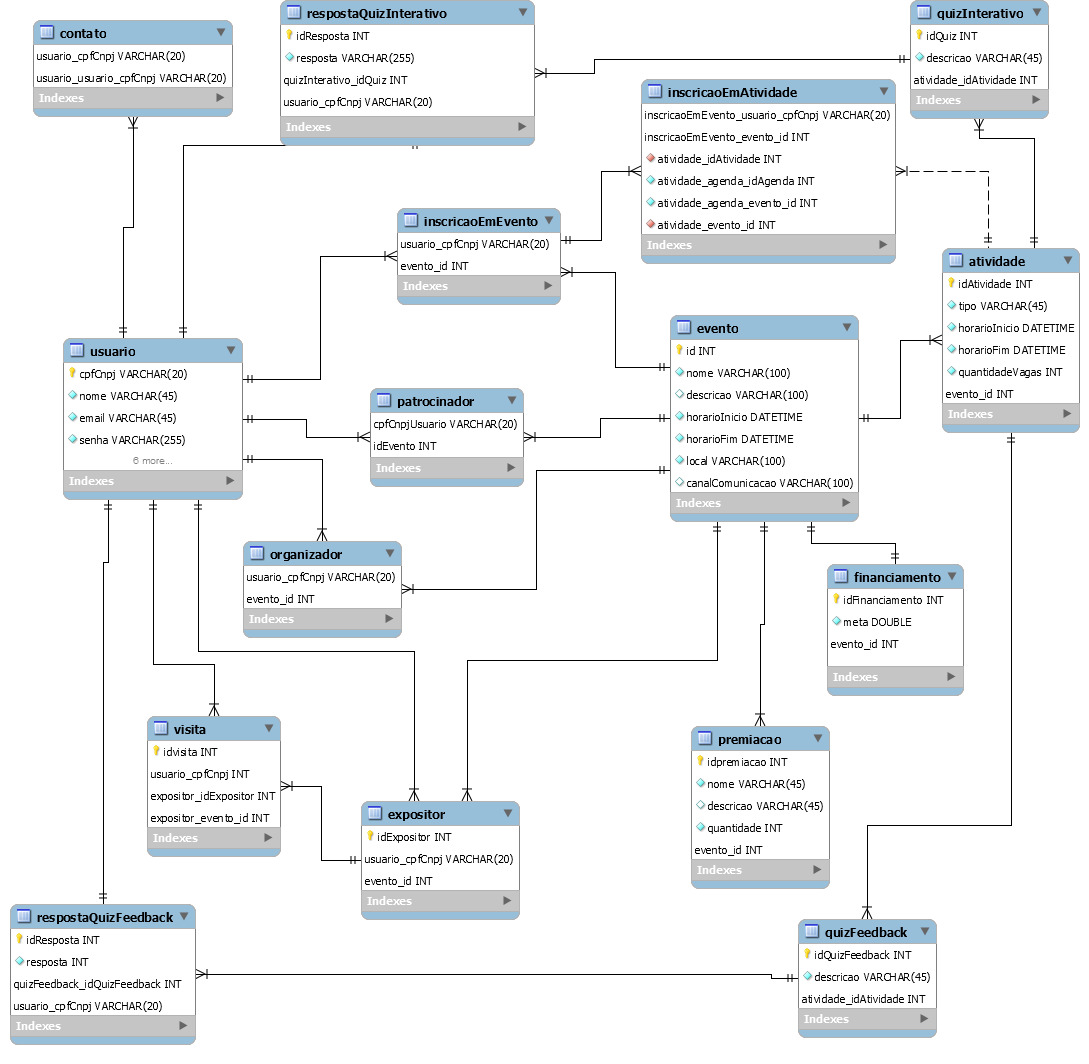 contato
usuario_cpfCnpj VARCHAR(20)
usuario_usuario_cpfCnpj VARCHAR(20)
Indexes
respostaQuizInterativo
idResposta INT
resposta VARCHAR(255)
quizInterativo_idQuiz INT
usuario_cpfCnpj VARCHAR(20)
Indexes
quizInterativo
idQuiz INT
descricao VARCHAR(45)
atividade_idAtividade INT
Indexes
inscricaoEmAtividade
inscricaoEmEvento_usuario_cpfCnpj VARCHAR(20)
inscricaoEmEvento_evento_id INT
atividade_idAtividade INT
atividade_agenda_idAgenda INT
atividade_agenda_evento_id INT
atividade_evento_id INT
Indexes
inscricaoEmEvento
usuario_cpfCnpj VARCHAR(20)
evento_id INT
Indexes
atividade
idAtividade INT
tipo VARCHAR(45)
horarioInicio DATETIME
horarioFim DATETIME
quantidadeVagas INT
evento_id INT
Indexes
usuario
cpfCnpj VARCHAR(20)
nome VARCHAR(45)
email VARCHAR(45)
senha VARCHAR(255)
6 more...
Indexes
evento
id INT
nome VARCHAR(100)
descricao VARCHAR(100)
horarioInicio DATETIME
horarioFim DATETIME
local VARCHAR(100)
canalComunicacao VARCHAR(100)
Indexes
patrocinador
cpfCnpjUsuario VARCHAR(20)
idEvento INT
Indexes
organizador
usuario_cpfCnpj VARCHAR(20)
evento_id INT
Indexes
financiamento
idFinanciamento INT
meta DOUBLE
evento_id INT
Indexes
visita
idvisita INT
usuario_cpfCnpj INT
expositor_idExpositor INT
expositor_evento_id INT
Indexes
premiacao
idpremiacao INT
nome VARCHAR(45)
descricao VARCHAR(45)
quantidade INT
evento_id INT
Indexes
expositor
idExpositor INT
usuario_cpfCnpj VARCHAR(20)
evento_id INT
Indexes
respostaQuizFeedback
idResposta INT
resposta INT
quizFeedback_idQuizFeedback INT
usuario_cpfCnpj VARCHAR(20)
Indexes
quizFeedback
idQuizFeedback INT
descricao VARCHAR(45)
atividade_idAtividade INT
Indexes